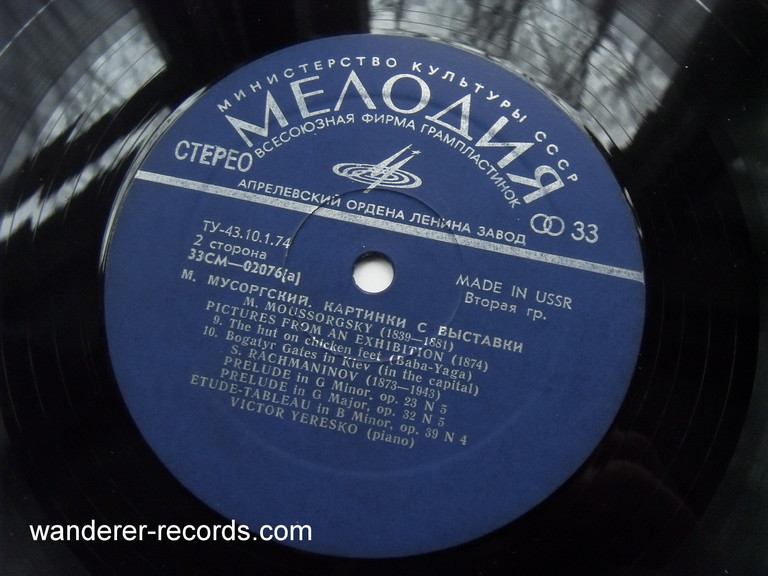 МИНИСТЕРСТВО КУЛЬТУРЫ СССР
МЕЛОДИЯ
ВСЕСОЮЗНАЯ ФИРМА ГРАМПЛАСТИНОК
СТЕРЕО
АПРЕЛЕВСКИЙ ОРДЕНА ЛЕНИНА ЗАВОД
33
ТУ-43.10.1.74
2 сторона
33СМ—02076(а)
MADE IN USSR
Вторая гр.
М. МУСОРГСКИЙ. КАРТИНКИ С ВЫСТАВКИ
M. MOUSSORGSKY (1839—1881)
PICTURES FROM AN EXHIBITION (1874)
9. The hut on chicken feet (Baba-Yaga)
10. Bogatyr Gates in Kiev (in the capital)
S. RACHMANINOV (1873—1943)
PRELUDE in G Minor, op. 23 N 5
PRELUDE in G Major, op. 32 N 5
ETUDE-TABLEAU in B Minor, op. 39 N 4
VICTOR YERESKO (piano)
wanderer-records.com